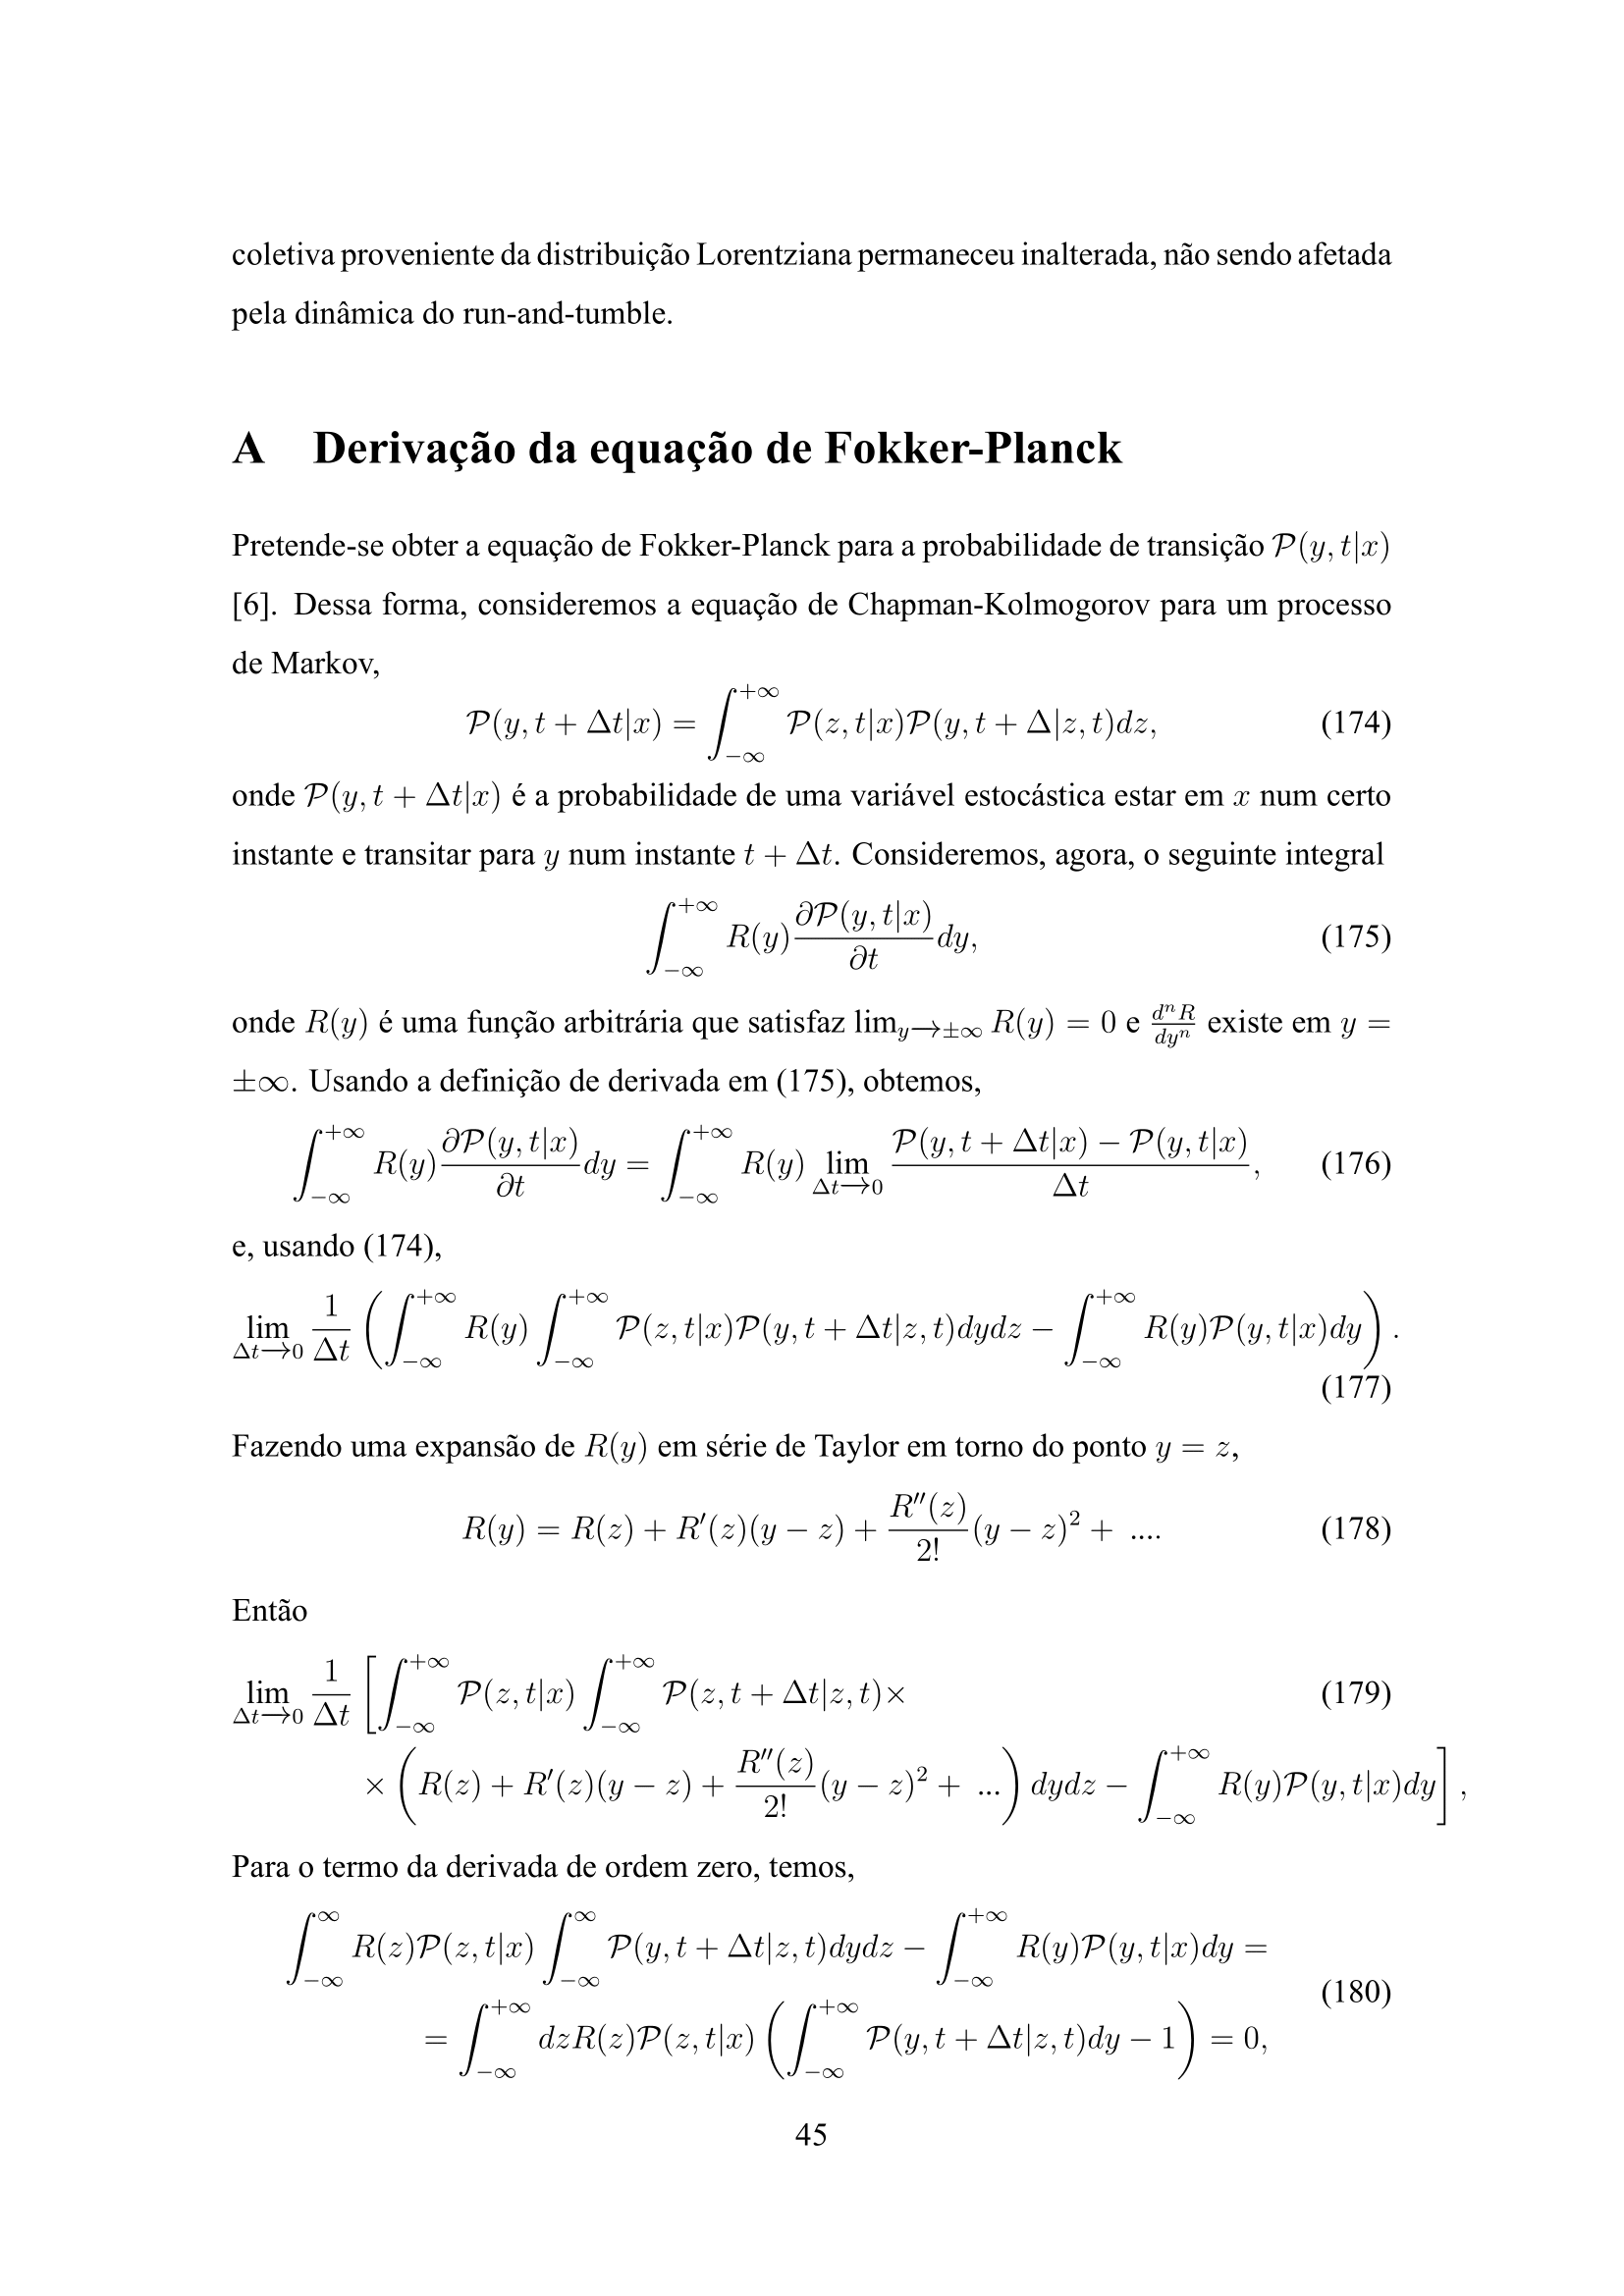 coletiva proveniente da distribuição Lorentziana permaneceu inalterada, não sendo afetada
pela dinâmica do run-and-tumble.
A Derivação da equação de Fokker-Planck
Pretende-se obter a equação de Fokker-Planck para a probabilidade de transição $\mathcal{P}(y,t|x)$
[6]. Dessa forma, consideremos a equação de Chapman-Kolmogorov para um processo
de Markov,
$\mathcal{P}(y,t+\Delta t|x) = \int_{-\infty}^{+\infty} \mathcal{P}(z,t|x)\mathcal{P}(y,t+\Delta|z,t)dz,$ (174)
onde $\mathcal{P}(y,t+\Delta t|x)$ é a probabilidade de uma variável estocástica estar em $x$ num certo
instante e transitar para $y$ num instante $t+\Delta t$. Consideremos, agora, o seguinte integral
$\int_{-\infty}^{+\infty} R(y)\frac{\partial \mathcal{P}(y,t|x)}{\partial t}dy,$ (175)
onde $R(y)$ é uma função arbitrária que satisfaz $\lim_{y\longrightarrow\pm\infty} R(y) = 0$ e $\frac{d^n R}{dy^n}$ existe em $y =$
$\pm\infty$. Usando a definição de derivada em (175), obtemos,
$\int_{-\infty}^{+\infty} R(y)\frac{\partial \mathcal{P}(y,t|x)}{\partial t}dy = \int_{-\infty}^{+\infty} R(y) \lim_{\Delta t\longrightarrow 0} \frac{\mathcal{P}(y,t+\Delta t|x) - \mathcal{P}(y,t|x)}{\Delta t},$ (176)
e, usando (174),
$\lim_{\Delta t\longrightarrow 0} \frac{1}{\Delta t} \left( \int_{-\infty}^{+\infty} R(y) \int_{-\infty}^{+\infty} \mathcal{P}(z,t|x)\mathcal{P}(y,t+\Delta t|z,t)dydz - \int_{-\infty}^{+\infty} R(y)\mathcal{P}(y,t|x)dy \right).$
(177)
Fazendo uma expansão de $R(y)$ em série de Taylor em torno do ponto $y = z$,
$R(y) = R(z) + R'(z)(y-z) + \frac{R''(z)}{2!}(y-z)^2 + \ ....$ (178)
Então
$\lim_{\Delta t\longrightarrow 0} \frac{1}{\Delta t} \left[ \int_{-\infty}^{+\infty} \mathcal{P}(z,t|x) \int_{-\infty}^{+\infty} \mathcal{P}(z,t+\Delta t|z,t)\times \right.$ (179)
$\left. \times \left( R(z) + R'(z)(y-z) + \frac{R''(z)}{2!}(y-z)^2 + \ ... \right) dydz - \int_{-\infty}^{+\infty} R(y)\mathcal{P}(y,t|x)dy \right],$
Para o termo da derivada de ordem zero, temos,
$\int_{-\infty}^{\infty} R(z)\mathcal{P}(z,t|x) \int_{-\infty}^{\infty} \mathcal{P}(y,t+\Delta t|z,t)dydz - \int_{-\infty}^{+\infty} R(y)\mathcal{P}(y,t|x)dy =$
(180)
$= \int_{-\infty}^{+\infty} dzR(z)\mathcal{P}(z,t|x) \left( \int_{-\infty}^{+\infty} \mathcal{P}(y,t+\Delta t|z,t)dy - 1 \right) = 0,$
45